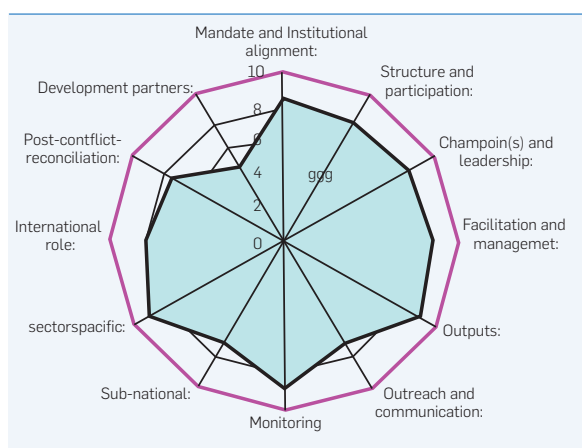 Mandate and Institutional
alignment:
Structure and
participation:
Champoin(s) and
leadership:
Facilitation and
managemet:
Outputs:
Outreach and
communication:
Monitoring
Sub-national:
sectorspacific:
International
role:
Post-conflict-
reconciliation:
Development partners:
10
8
6
4
2
0
ggg